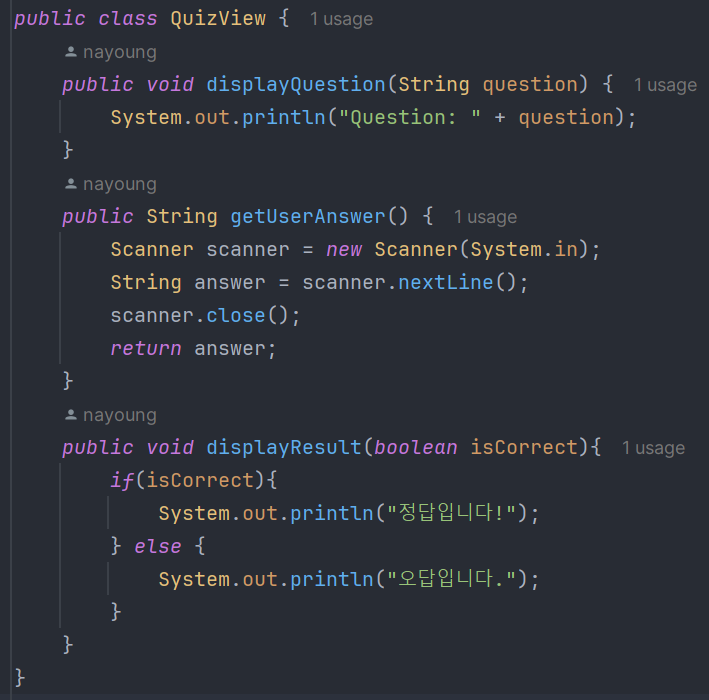 public class QuizView { 1 usage
nayoung
public void displayQuestion(String question) { 1 usage
System.out.println("Question: " + question);
}
nayoung
public String getUserAnswer() { 1 usage
Scanner scanner = new Scanner(System.in);
String answer = scanner.nextLine();
scanner.close();
return answer;
}
nayoung
public void displayResult(boolean isCorrect){ 1 usage
if(isCorrect){
System.out.println("정답입니다!");
} else {
System.out.println("오답입니다.");
}
}
}